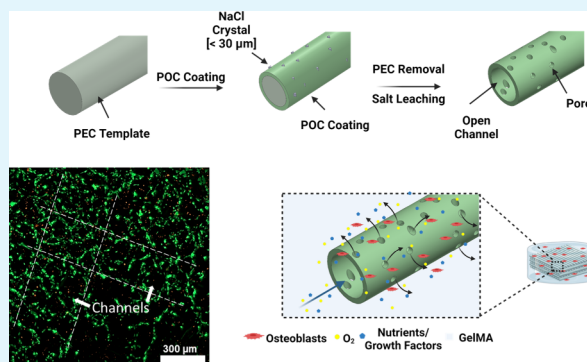 NaCl
Crystal
[< 30 µm]
POC Coating
PEC Template
POC Coating
PEC Removal
Salt Leaching
Open
Channel
Pore
Channels
300 µm
Osteoblasts
O₂
Nutrients/
Growth Factors
GelMA